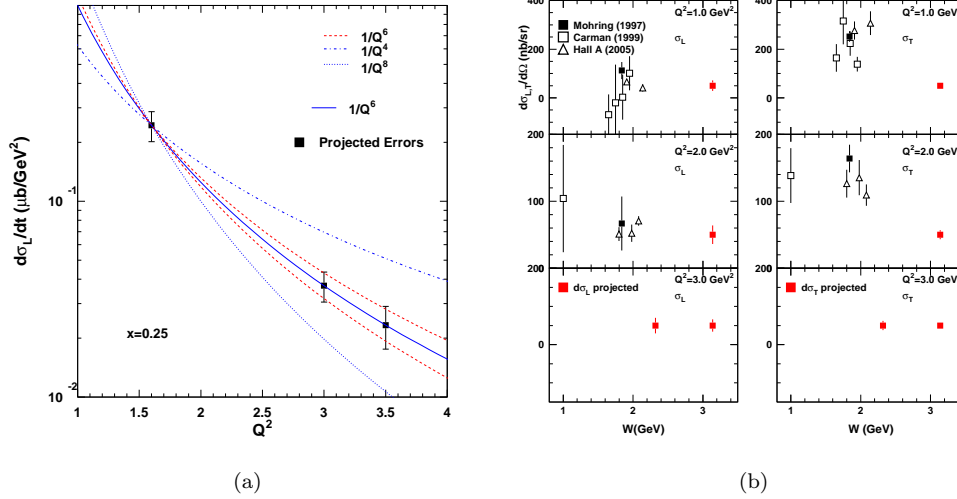 1/Q⁶
1/Q⁴
1/Q⁸
1/Q⁶
Projected Errors
x=0.25
dσ_L/dt (μb/GeV²)
10⁻¹
10⁻²
1 1.5 2 2.5 3 3.5 4
Q²
(a)
Q²=1.0 GeV²
Mohring (1997)
Carman (1999)
Hall A (2005)
σ_L
Q²=1.0 GeV²
σ_T
dσ_L,T/dΩ (nb/sr)
400
200
0
400
200
0
Q²=2.0 GeV²
σ_L
Q²=2.0 GeV²
σ_T
200
100
0
200
100
0
Q²=3.0 GeV²
dσ_L projected
σ_L
Q²=3.0 GeV²
dσ_T projected
σ_T
200
0
200
0
1 2 3
W(GeV)
1 2 3
W (GeV)
(b)